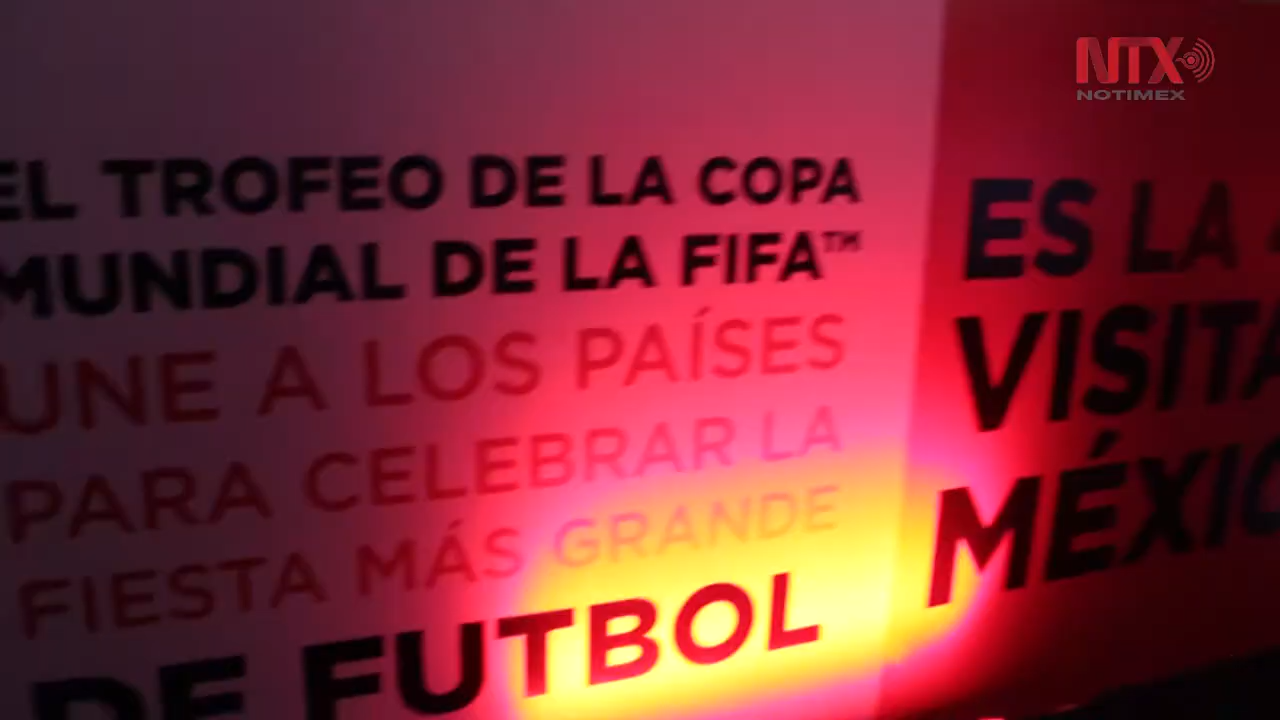 NTX
NOTIMEX
EL TROFEO DE LA COPA
MUNDIAL DE LA FIFA™
UNE A LOS PAÍSES
PARA CELEBRAR LA
FIESTA MÁS GRANDE
DE FUTBOL
ES LA
VISITA
MÉXICO